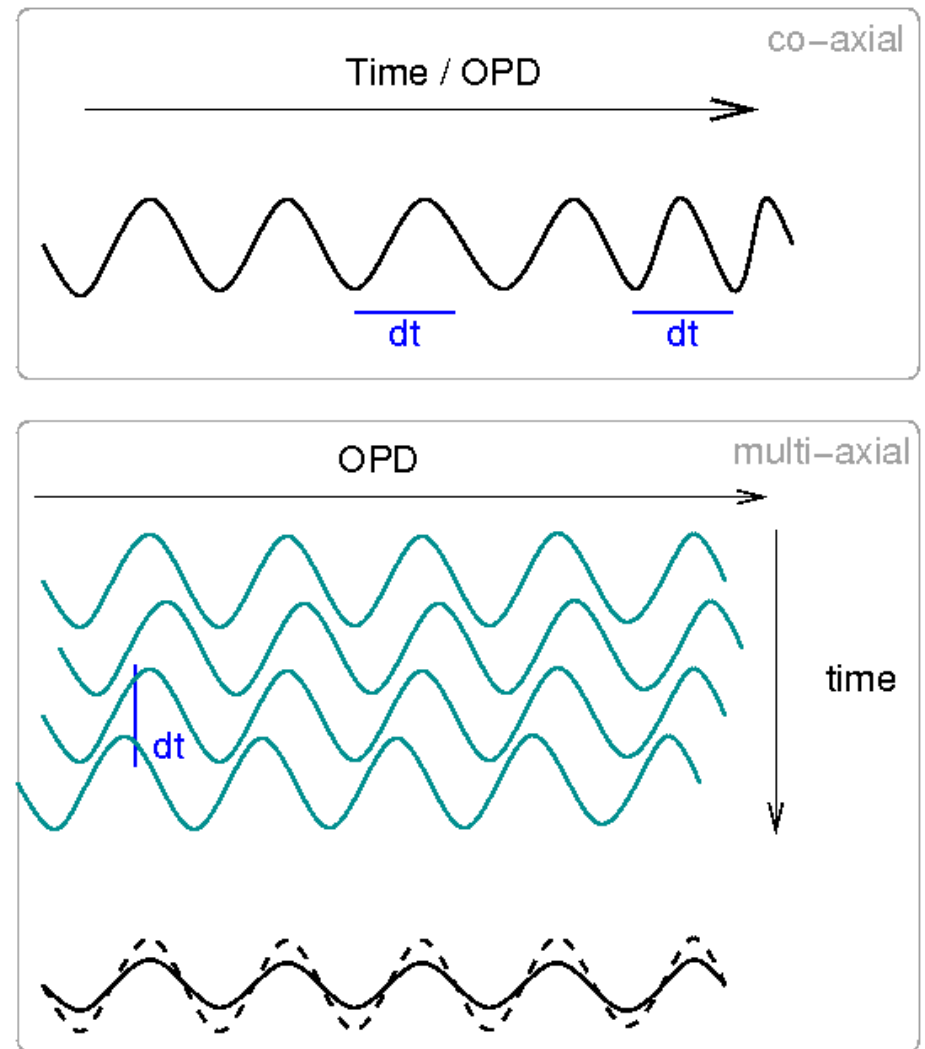 co–axial
Time / OPD
dt
dt
multi–axial
OPD
time
dt